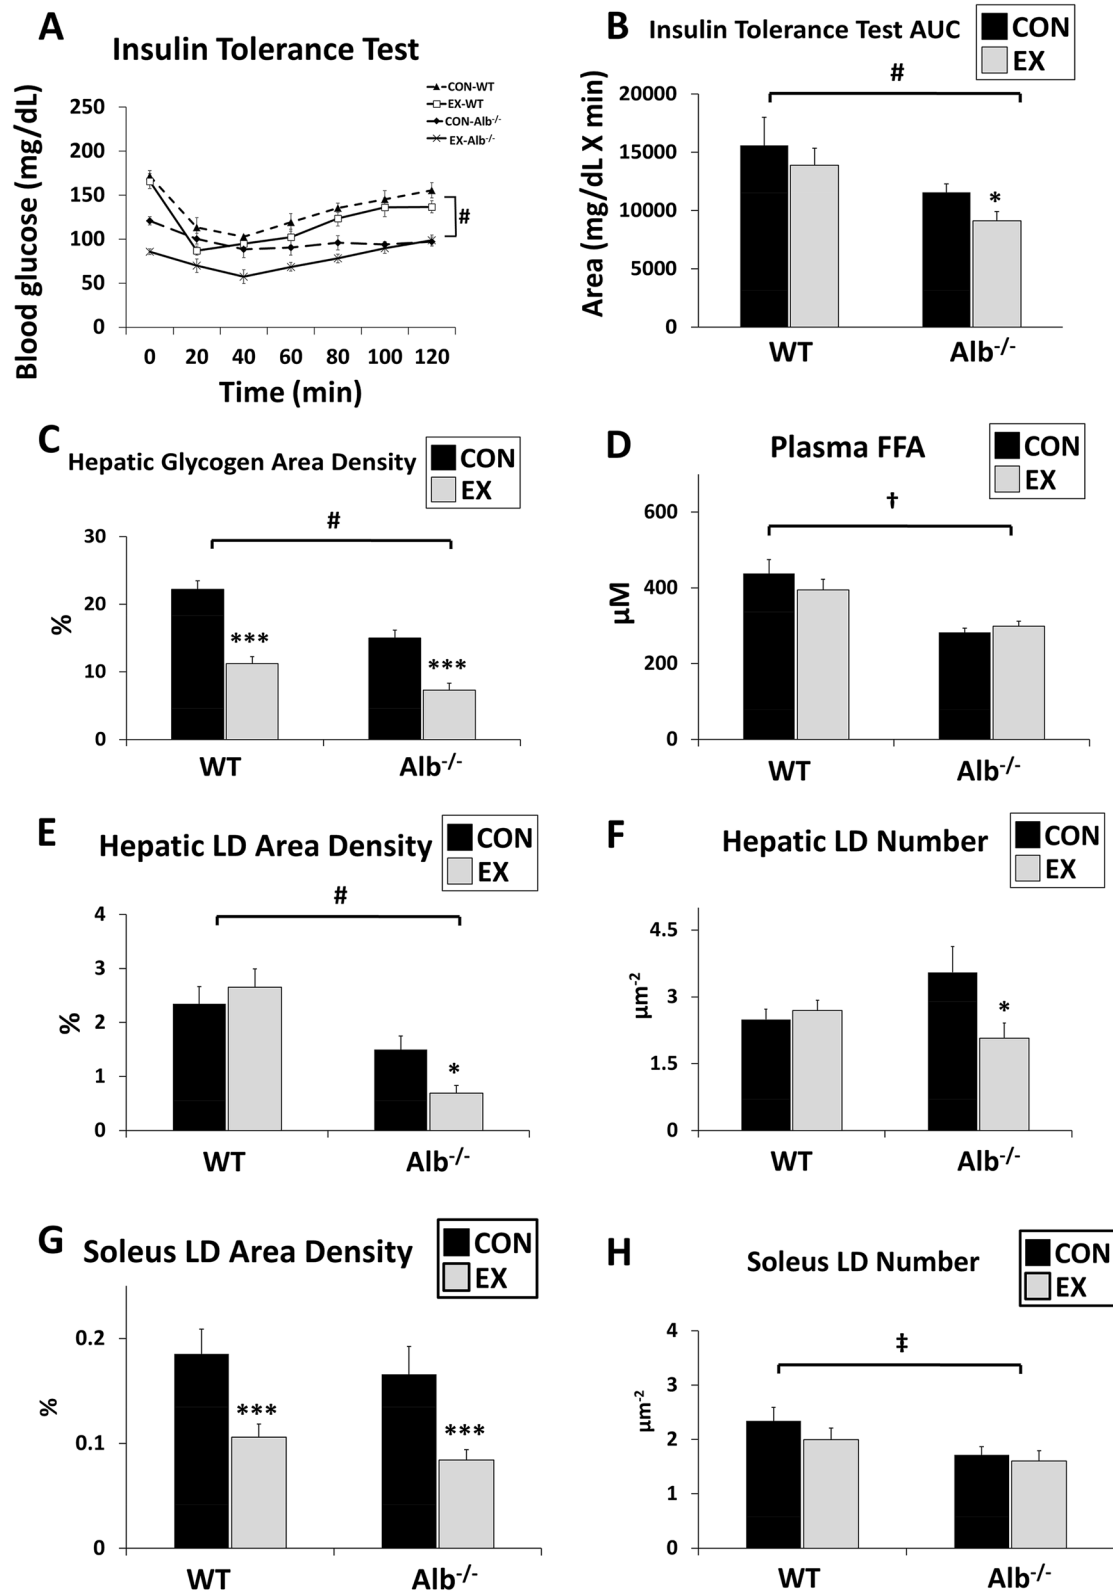 A
Insulin Tolerance Test
CON-WT
EX-WT
CON-Alb-/-
EX-Alb-/-
Blood glucose (mg/dL)
250
200
150
100
50
0
#
0 20 40 60 80 100 120
Time (min)
B
Insulin Tolerance Test AUC
CON
EX
#
Area (mg/dL X min)
20000
15000
10000
5000
0
*
WT Alb-/-
C
Hepatic Glycogen Area Density
CON
EX
#
%
30
20
10
0
***
***
WT Alb-/-
D
Plasma FFA
CON
EX
†
µM
600
400
200
0
WT Alb-/-
E
Hepatic LD Area Density
CON
EX
#
%
4
3
2
1
0
*
WT Alb-/-
F
Hepatic LD Number
CON
EX
µm-2
4.5
3
1.5
0
*
WT Alb-/-
G
Soleus LD Area Density
CON
EX
%
0.2
0.1
0
***
***
WT Alb-/-
H
Soleus LD Number
CON
EX
‡
µm-2
4
3
2
1
0
WT Alb-/-